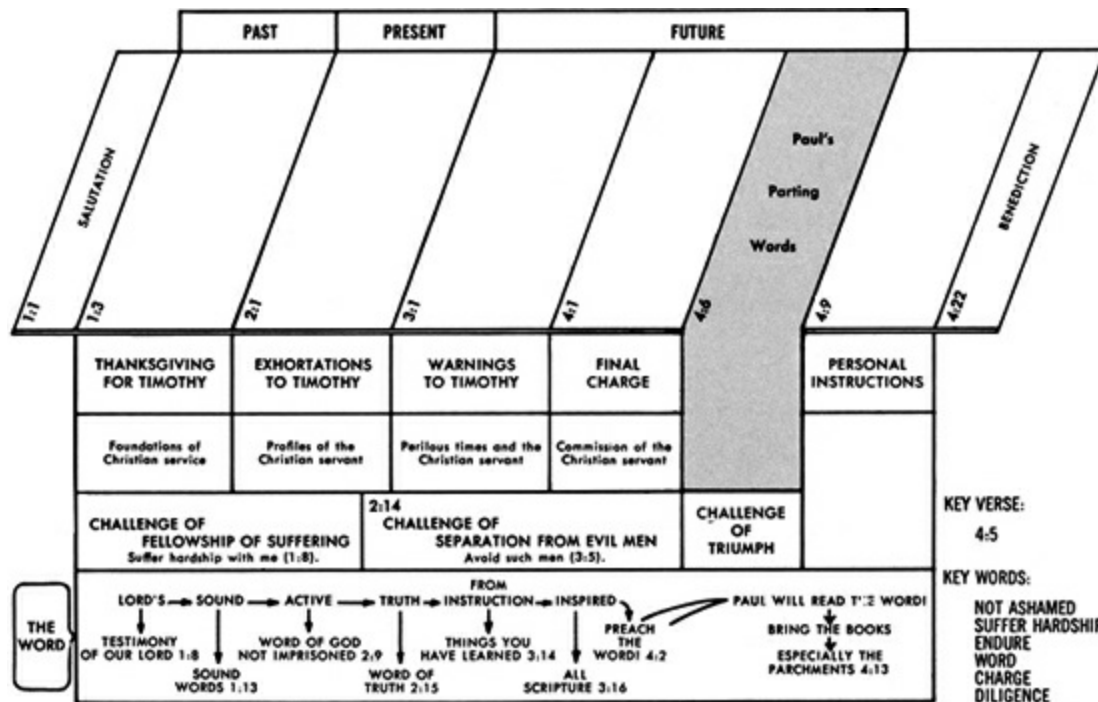 PAST
PRESENT
FUTURE
SALUTATION
Paul's
Parting
Words
BENEDICTION
1:1
1:3
2:1
3:1
4:1
4:6
4:9
4:22
THANKSGIVING
FOR TIMOTHY
EXHORTATIONS
TO TIMOTHY
WARNINGS
TO TIMOTHY
FINAL
CHARGE
PERSONAL
INSTRUCTIONS
Foundations of
Christian service
Profiles of the
Christian servant
Perilous times and the
Christian servant
Commission of the
Christian servant
CHALLENGE OF
FELLOWSHIP OF SUFFERING
Suffer hardship with me (1:8).
2:14
CHALLENGE OF
SEPARATION FROM EVIL MEN
Avoid such men (3:5).
CHALLENGE
OF
TRIUMPH
KEY VERSE:
4:5
KEY WORDS:
NOT ASHAMED
SUFFER HARDSHIP
ENDURE
WORD
CHARGE
DILIGENCE
THE
WORD
LORD'S
TESTIMONY
OF OUR LORD 1:8
SOUND
SOUND
WORDS 1:13
ACTIVE
WORD OF GOD
NOT IMPRISONED 2:9
TRUTH
WORD OF
TRUTH 2:15
FROM
INSTRUCTION
THINGS YOU
HAVE LEARNED 3:14
INSPIRED
ALL
SCRIPTURE 3:16
PREACH
THE
WORD! 4:2
PAUL WILL READ THE WORD!
BRING THE BOOKS
ESPECIALLY THE
PARCHMENTS 4:13